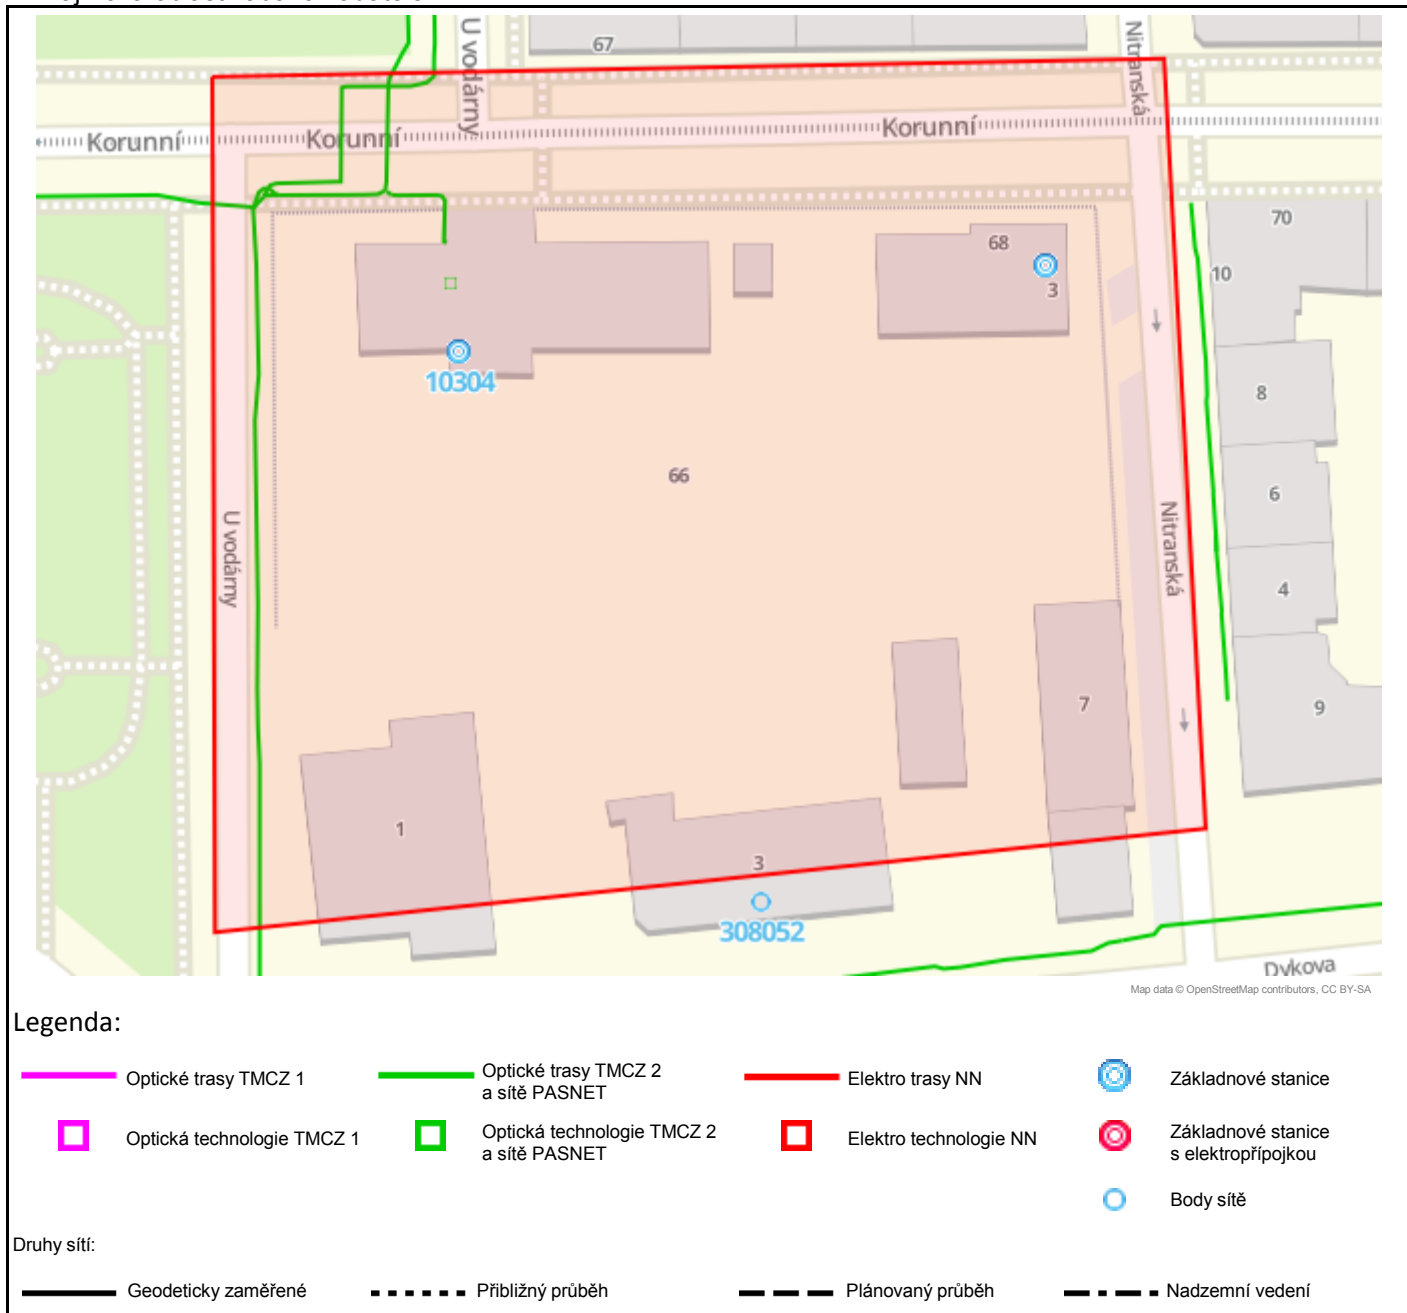 67
U vodárny
Nitranská
Korunní
Korunní
Korunní
70
68
10
3
10304
8
66
6
U vodárny
Nitranská
4
7
9
1
3
308052
Dykova
Map data © OpenStreetMap contributors, CC BY-SA
Legenda:
Optické trasy TMCZ 1
Optické trasy TMCZ 2
a sítě PASNET
Elektro trasy NN
Základnové stanice
Optická technologie TMCZ 1
Optická technologie TMCZ 2
a sítě PASNET
Elektro technologie NN
Základnové stanice
s elektropřípojkou
Body sítě
Druhy sítí:
Geodeticky zaměřené
Přibližný průběh
Plánovaný průběh
Nadzemní vedení